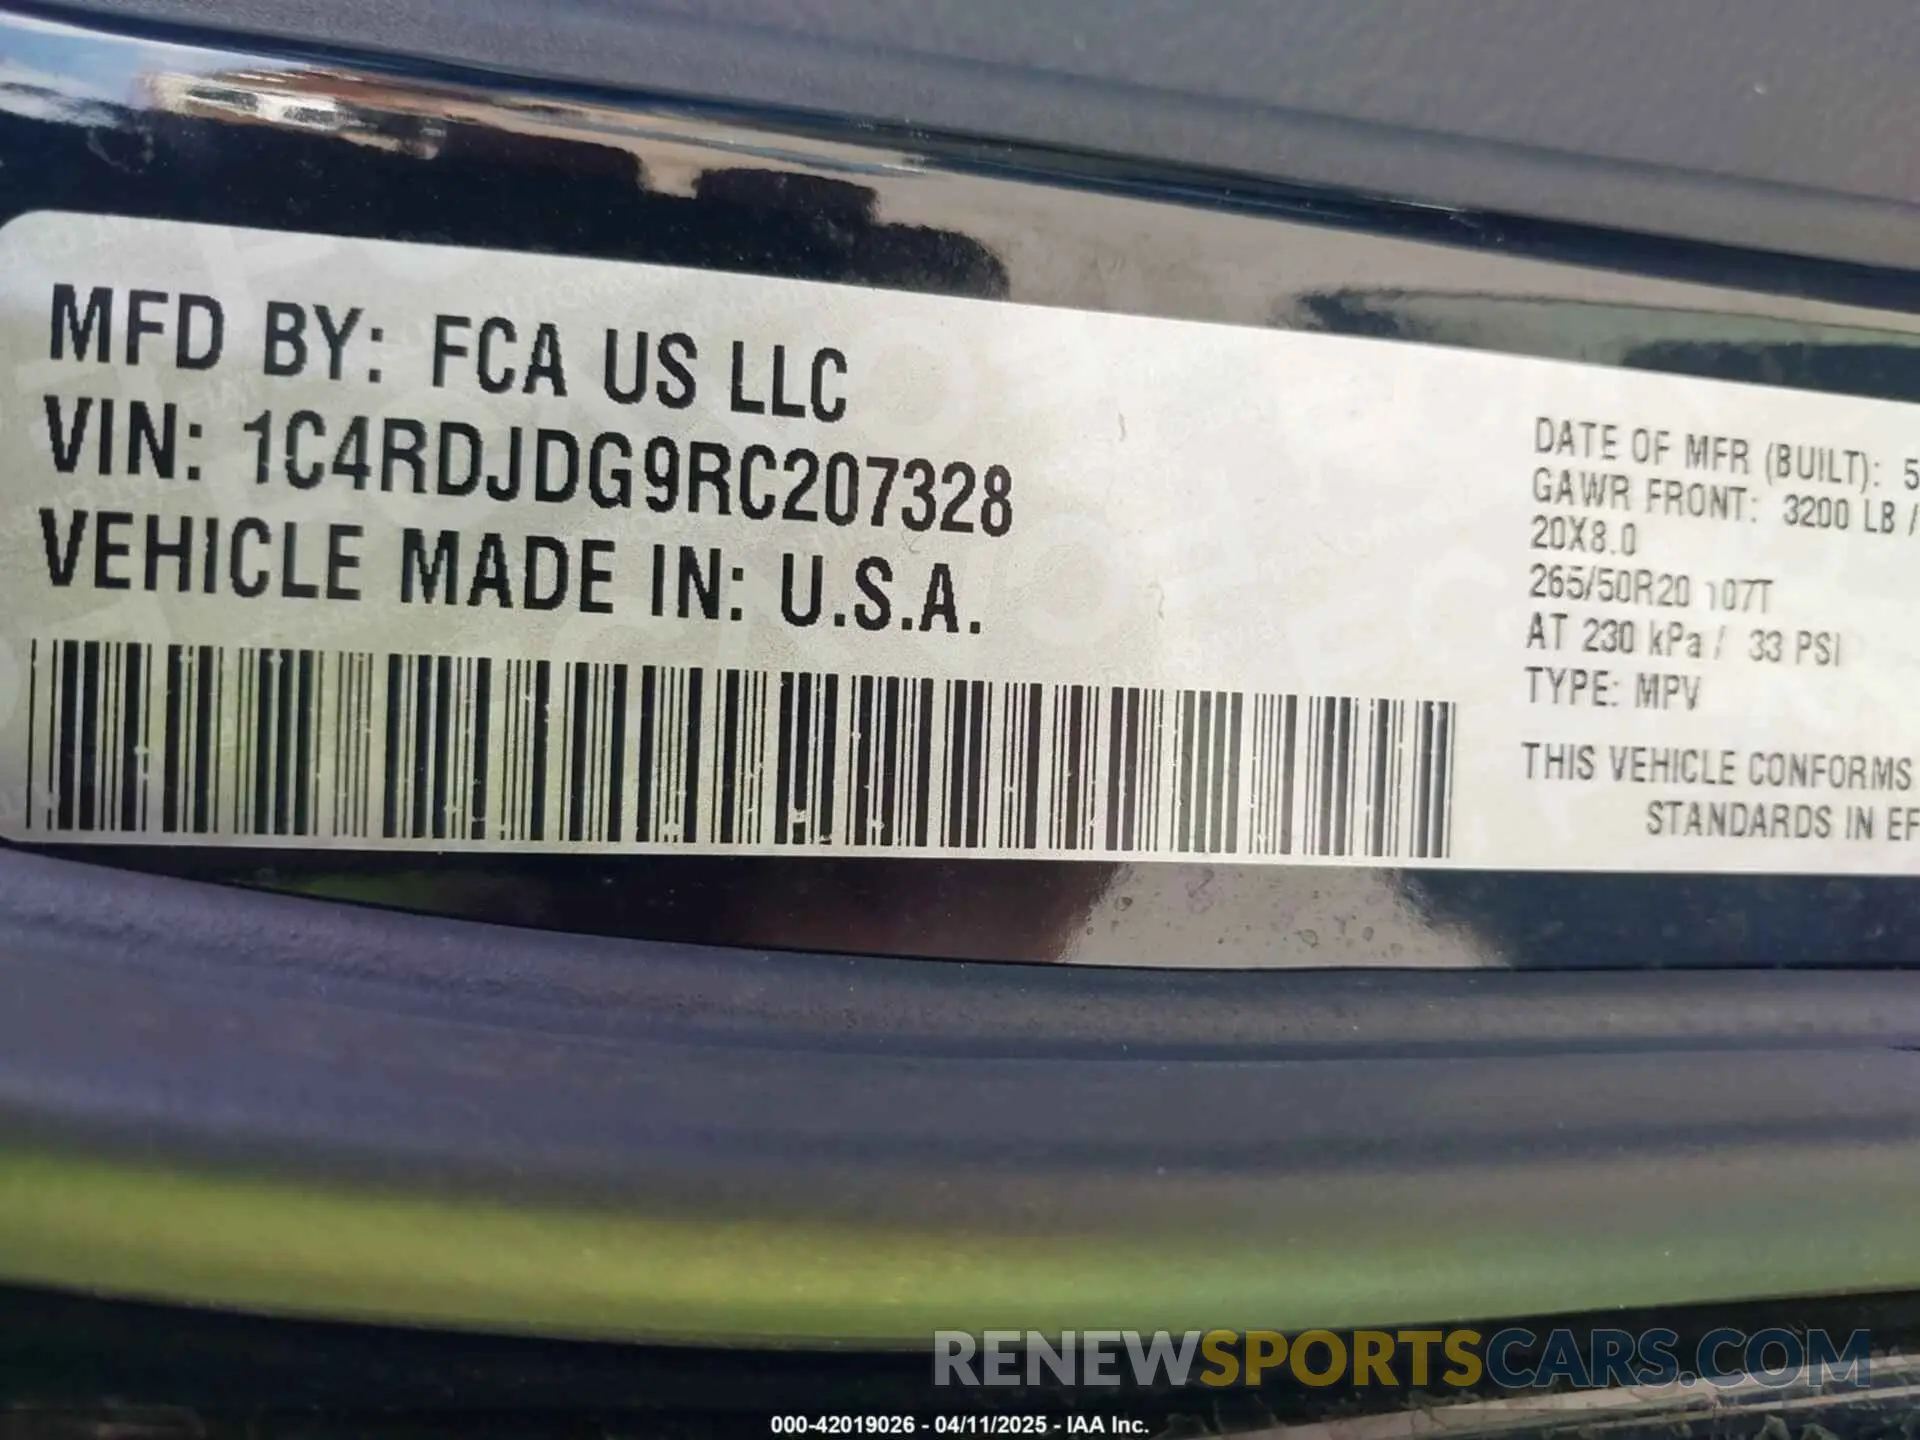 MFD BY: FCA US LLC
VIN: 1C4RDJDG9RC207328
VEHICLE MADE IN: U.S.A.
DATE OF MFR (BUILT): 5
GAWR FRONT: 3200 LB /
20X8.0
265/50R20 107T
AT 230 kPa / 33 PSI
TYPE: MPV
THIS VEHICLE CONFORMS
STANDARDS IN EF
RENEWSPORTSCARS.COM
000-42019026 - 04/11/2025 - IAA Inc.